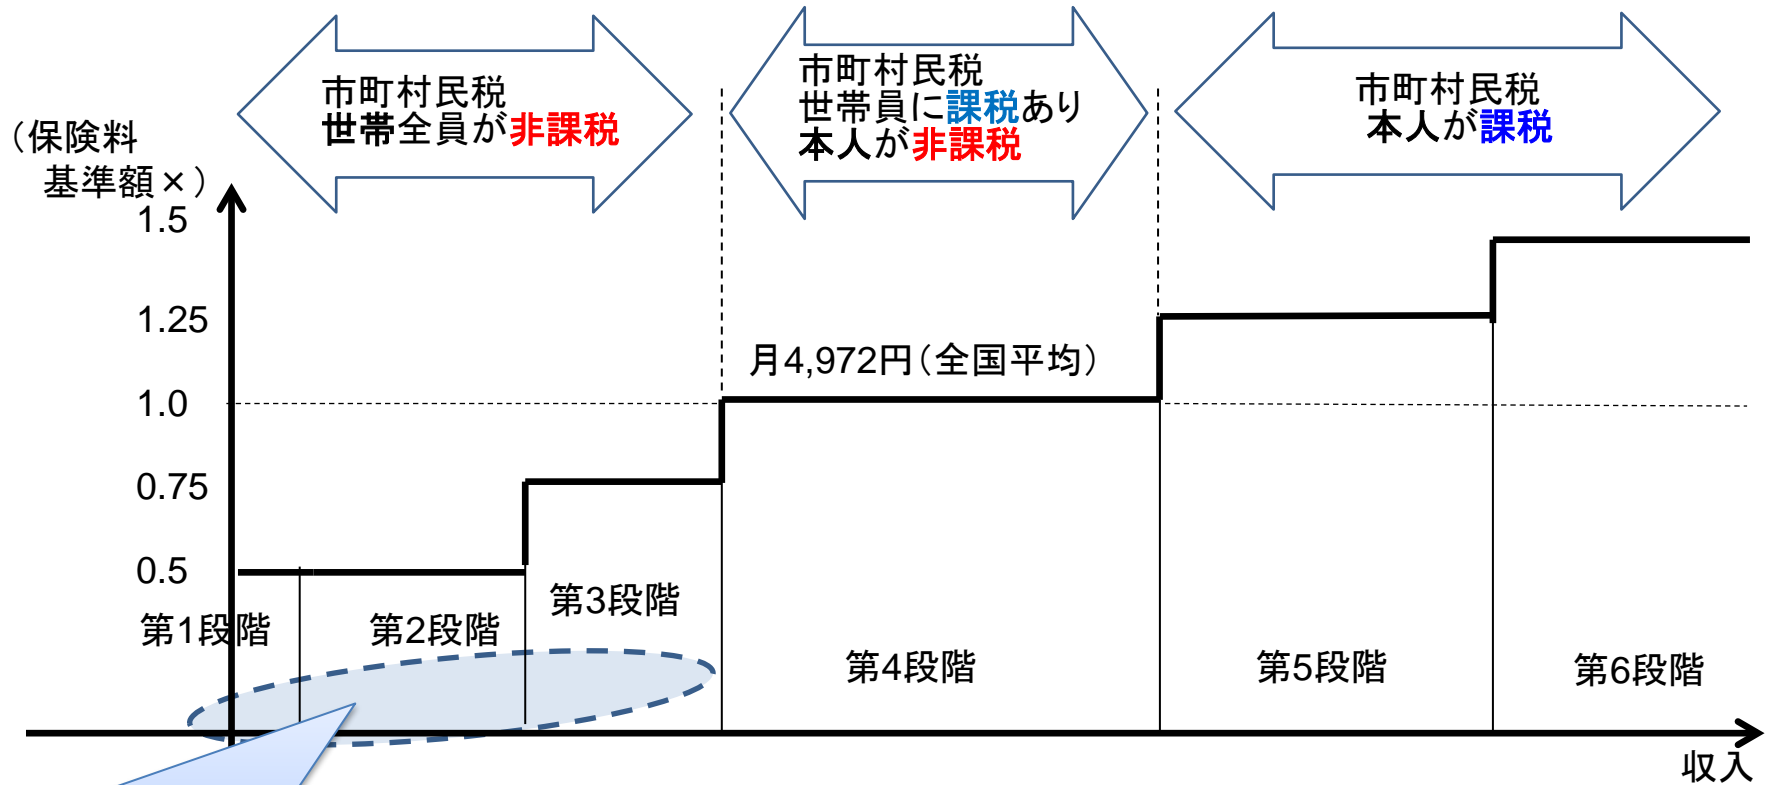 市町村民税
世帯全員が非課税
市町村民税
世帯員に課税あり
本人が非課税
市町村民税
本人が課税
（保険料
基準額×）
1.5
1.25
月4,972円（全国平均）
1.0
0.75
0.5
第1段階
第2段階
第3段階
第4段階
第5段階
第6段階
収入